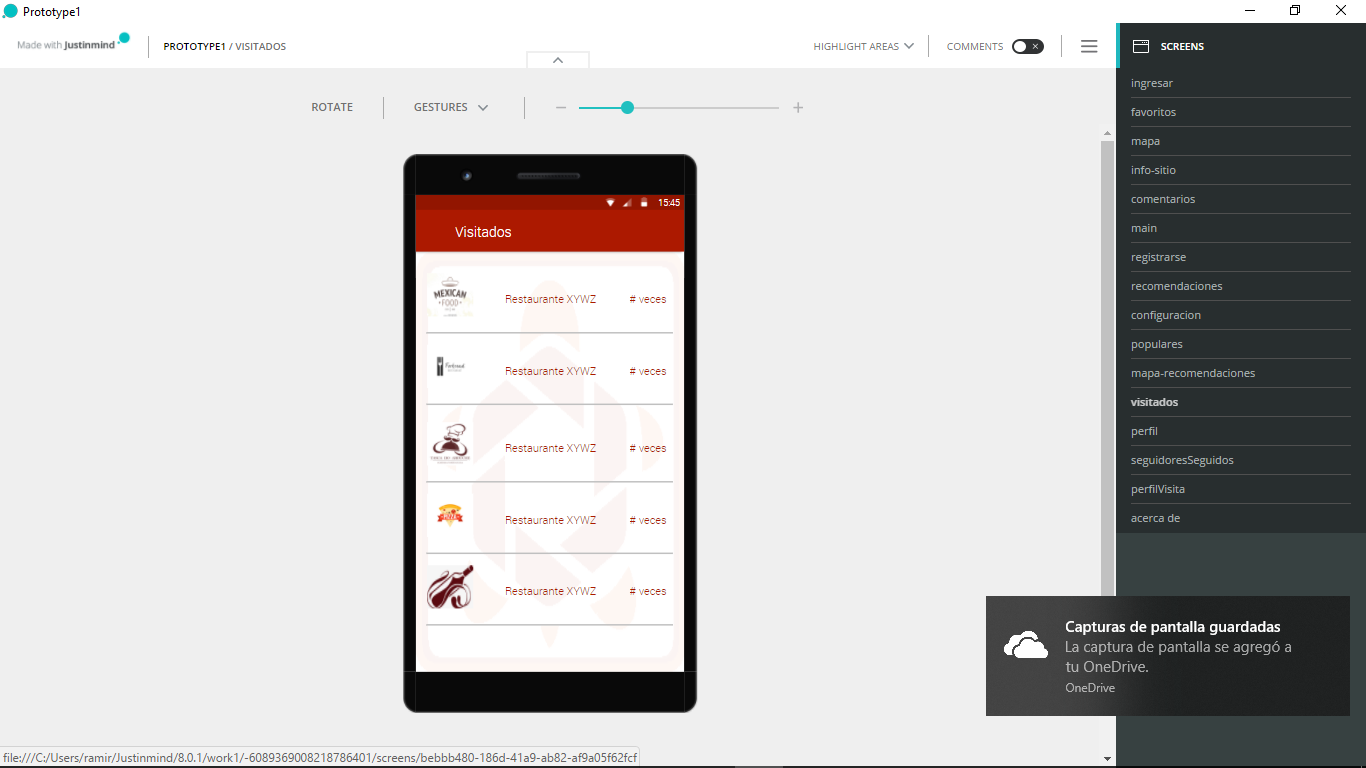 Prototype1
Made with Justinmind
PROTOTYPE1 / VISITADOS
HIGHLIGHT AREAS
COMMENTS
ROTATE
GESTURES
15:45
Visitados
MEXICAN
FOOD
Restaurante XYWZ # veces
Restaurante XYWZ # veces
Restaurante XYWZ # veces
PIZZA
Restaurante XYWZ # veces
Restaurante XYWZ # veces
SCREENS
ingresar
favoritos
mapa
info-sitio
comentarios
main
registrarse
recomendaciones
configuracion
populares
mapa-recomendaciones
visitados
perfil
seguidoresSeguidos
perfilVisita
acerca de
Capturas de pantalla guardadas
La captura de pantalla se agregó a
tu OneDrive.
OneDrive
file:///C:/Users/ramir/Justinmind/8.0.1/work1/-6089369008218786401/screens/bebbb480-186d-41a9-ab82-af9a05f62fcf